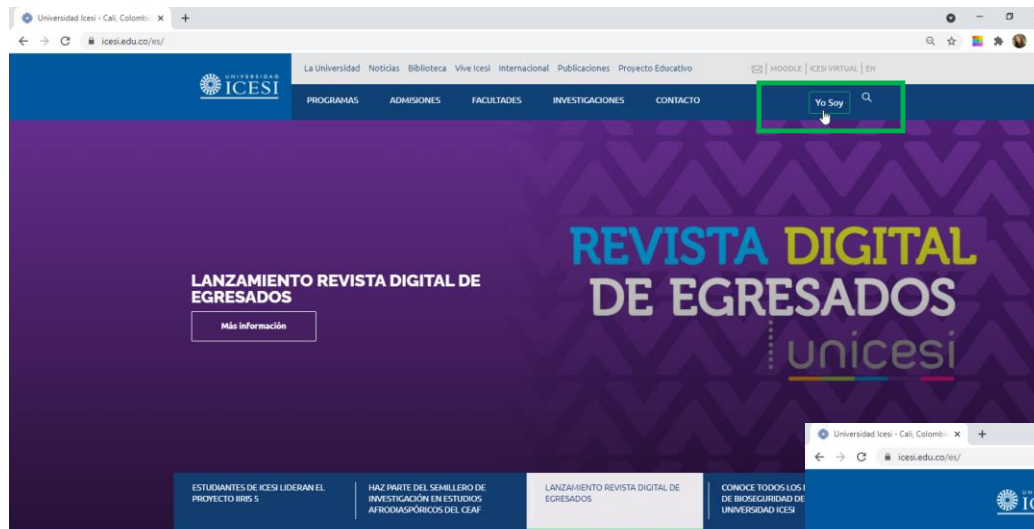 Universidad Icesi - Cali, Colombi
icesi.edu.co/es/
La Universidad Noticias Biblioteca Vive Icesi Internacional Publicaciones Proyecto Educativo
MOODLE | ICESI VIRTUAL | EN
UNIVERSIDAD
ICESI
PROGRAMAS ADMISIONES FACULTADES INVESTIGACIONES CONTACTO
Yo Soy
REVISTA DIGITAL
DE EGRESADOS
unicesi
LANZAMIENTO REVISTA DIGITAL DE
EGRESADOS
Más información
ESTUDIANTES DE ICESI LIDERAN EL
PROYECTO IIRIS 5
HAZ PARTE DEL SEMILLERO DE
INVESTIGACIÓN EN ESTUDIOS
AFRODIASPÓRICOS DEL CEAF
LANZAMIENTO REVISTA DIGITAL DE
EGRESADOS
CONOCE TODOS LOS
DE BIOSEGURIDAD DE
UNIVERSIDAD ICESI
Universidad Icesi - Cali, Colombi
icesi.edu.co/es/